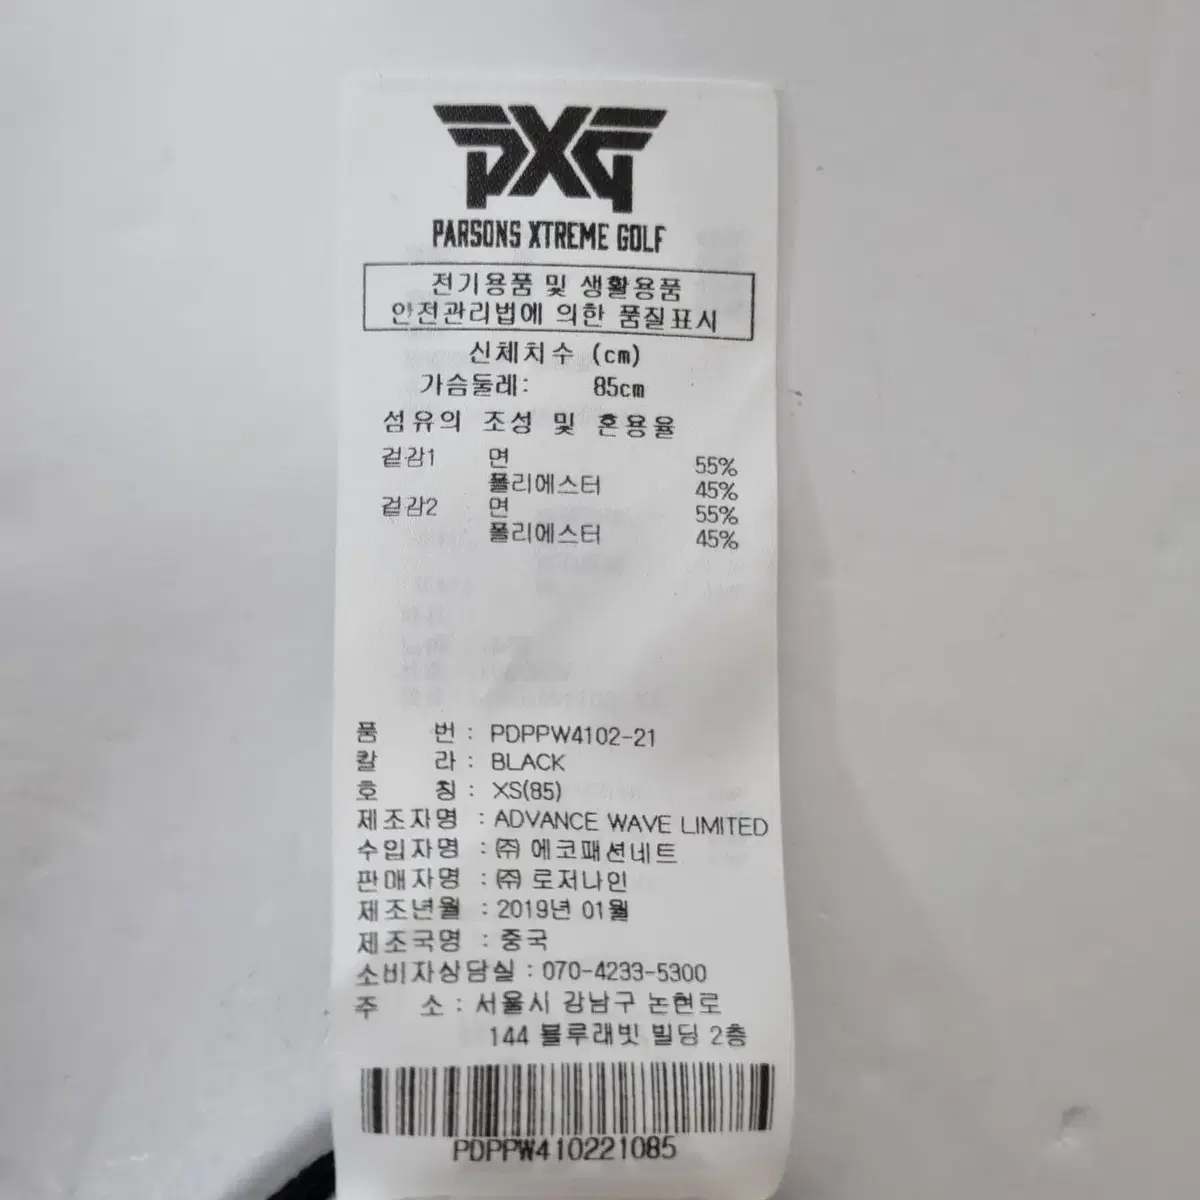 PXG
PARSONS XTREME GOLF
전기용품 및 생활용품
안전관리법에 의한 품질표시
신체치수 (cm)
가슴둘레: 85cm
섬유의 조성 및 혼용율
겉감1 면 55%
폴리에스터 45%
겉감2 면 55%
폴리에스터 45%
품 번 : PDPPW4102-21
칼 라 : BLACK
호 칭 : XS(85)
제조자명 : ADVANCE WAVE LIMITED
수입자명 : ㈜ 에코패션네트
판매자명 : ㈜ 로저나인
제조년월 : 2019년 01월
제조국명 : 중국
소비자상담실 : 070-4233-5300
주 소 : 서울시 강남구 논현로
144 블루래빗 빌딩 2층
PDPPW410221085